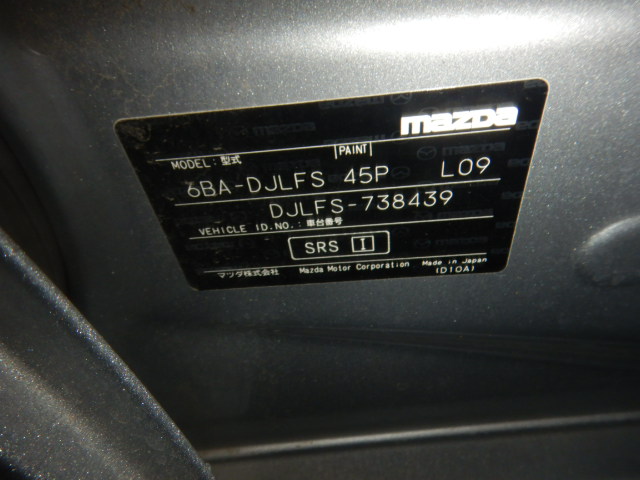 mazda
MODEL:型式 PAINT
6BA-DJLFS 45P L09
DJLFS-738439
VEHICLE ID.NO.:車台番号
SRS I
マツダ株式会社 Mazda Motor Corporation Made in Japan
(D10A)